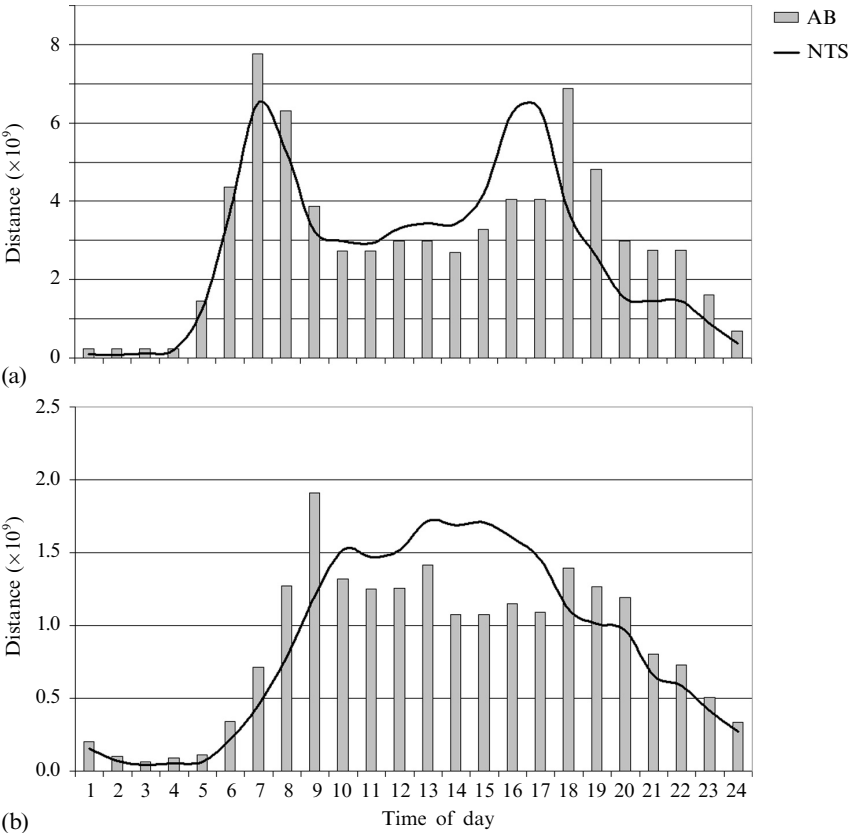 AB
NTS
8
6
4
2
0
Distance (×10⁹)
(a)
2.5
2.0
1.5
1.0
0.5
0.0
Distance (×10⁹)
1 2 3 4 5 6 7 8 9 10 11 12 13 14 15 16 17 18 19 20 21 22 23 24
Time of day
(b)